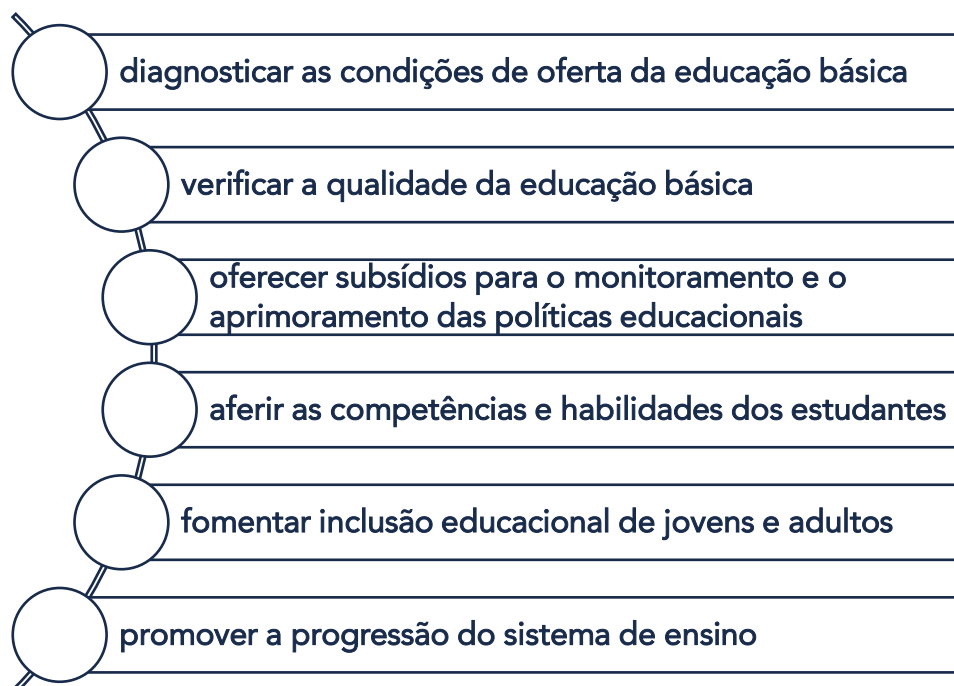 diagnosticar as condições de oferta da educação básica
verificar a qualidade da educação básica
oferecer subsídios para o monitoramento e o
aprimoramento das políticas educacionais
aferir as competências e habilidades dos estudantes
fomentar inclusão educacional de jovens e adultos
promover a progressão do sistema de ensino